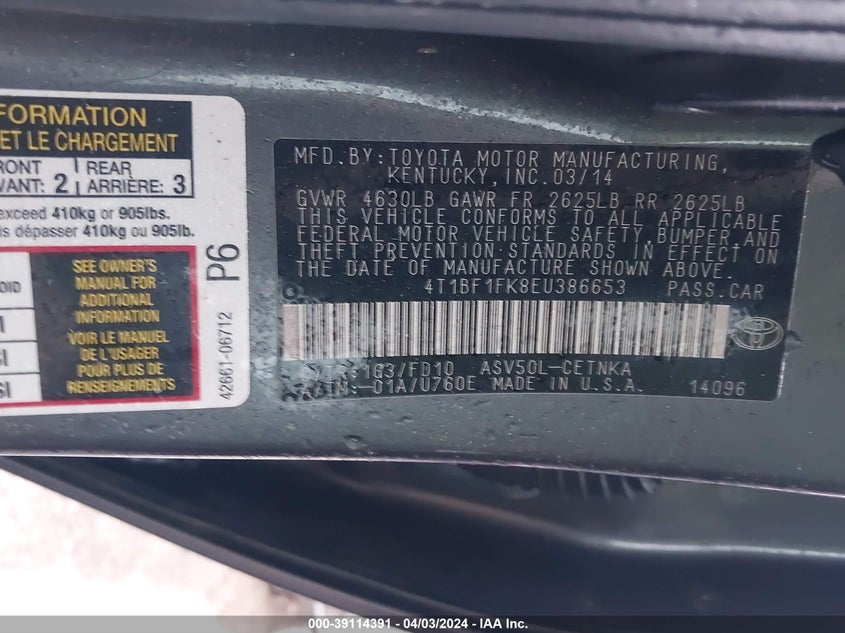 FORMATION
ET LE CHARGEMENT
FRONT
VANT: 2
REAR
ARRIÈRE: 3
exceed 410kg or 905lbs.
is dépasser 410kg ou 905lb.
SEE OWNER'S
MANUAL FOR
ADDITIONAL
INFORMATION
VOIR LE MANUEL
DE L'USAGER
POUR PLUS DE
RENSEIGNEMENTS
P6
42661-06712
MFD. BY: TOYOTA MOTOR MANUFACTURING,
KENTUCKY, INC. 03/14
GVWR 4630LB GAWR FR 2625LB RR 2625LB
THIS VEHICLE CONFORMS TO ALL APPLICABLE
FEDERAL MOTOR VEHICLE SAFETY, BUMPER, AND
THEFT PREVENTION STANDARDS IN EFFECT ON
THE DATE OF MANUFACTURE SHOWN ABOVE.
4T1BF1FK8EU386653 PASS. CAR
/FD10 ASV50L-CETNKA
-01A/U760E MADE IN U.S.A. 14096
000-39114391 - 04/03/2024 - IAA Inc.